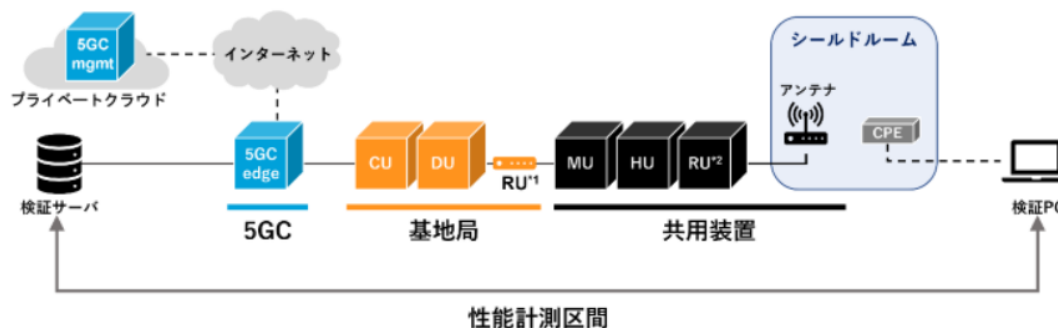 5GC
mgmt
プライベートクラウド
インターネット
シールドルーム
アンテナ
CPE
5GC
edge
CU
DU
RU*1
MU
HU
RU*2
検証サーバ
検証PC
5GC
基地局
共用装置
性能計測区間